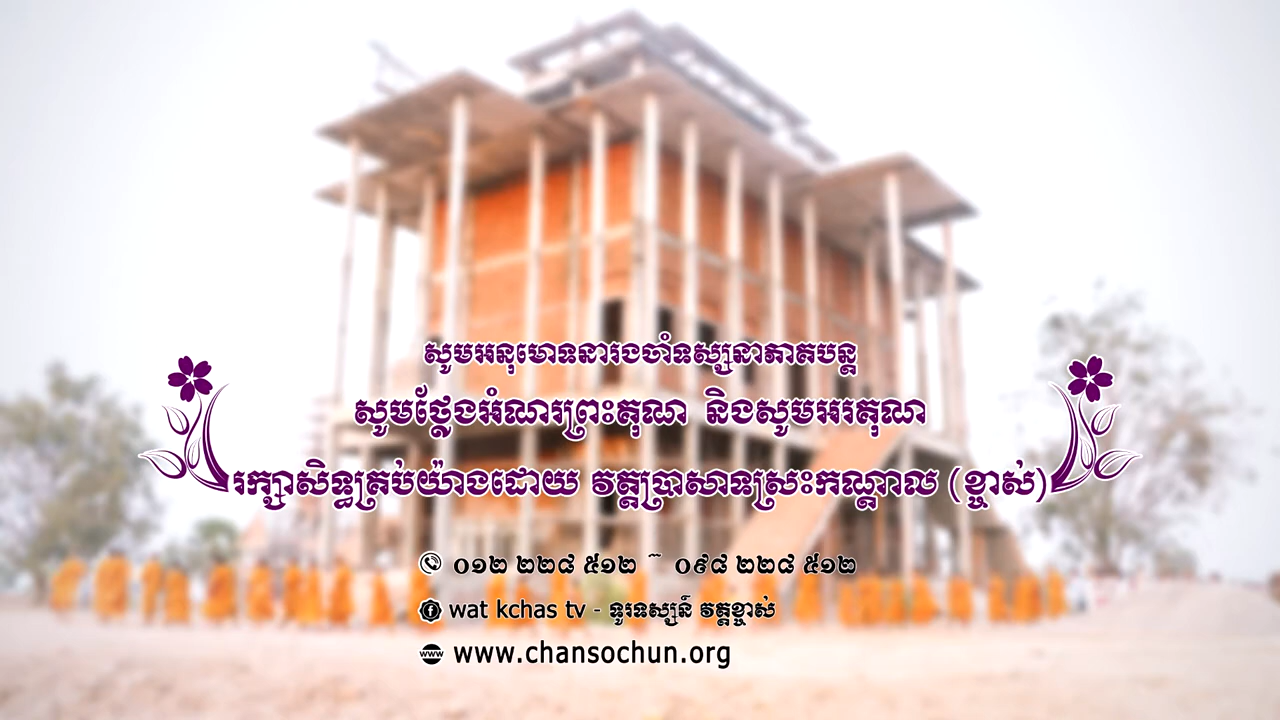 សូមអនុមោទនារងចាំទស្សនាភាគបន្ត
សូមថ្លែងអំណរព្រះគុណ និងសូមអរគុណ
រក្សាសិទ្ធគ្រប់យ៉ាងដោយ វត្តប្រាសាទស្រះកណ្ដាល (ខ្ចាស់)
០១២ ២២៨ ៥១២ ~ ០៩៨ ២២៨ ៥១២
wat kchas tv - ទូរទស្សន៍ វត្តខ្ចាស់
www.chansochun.org